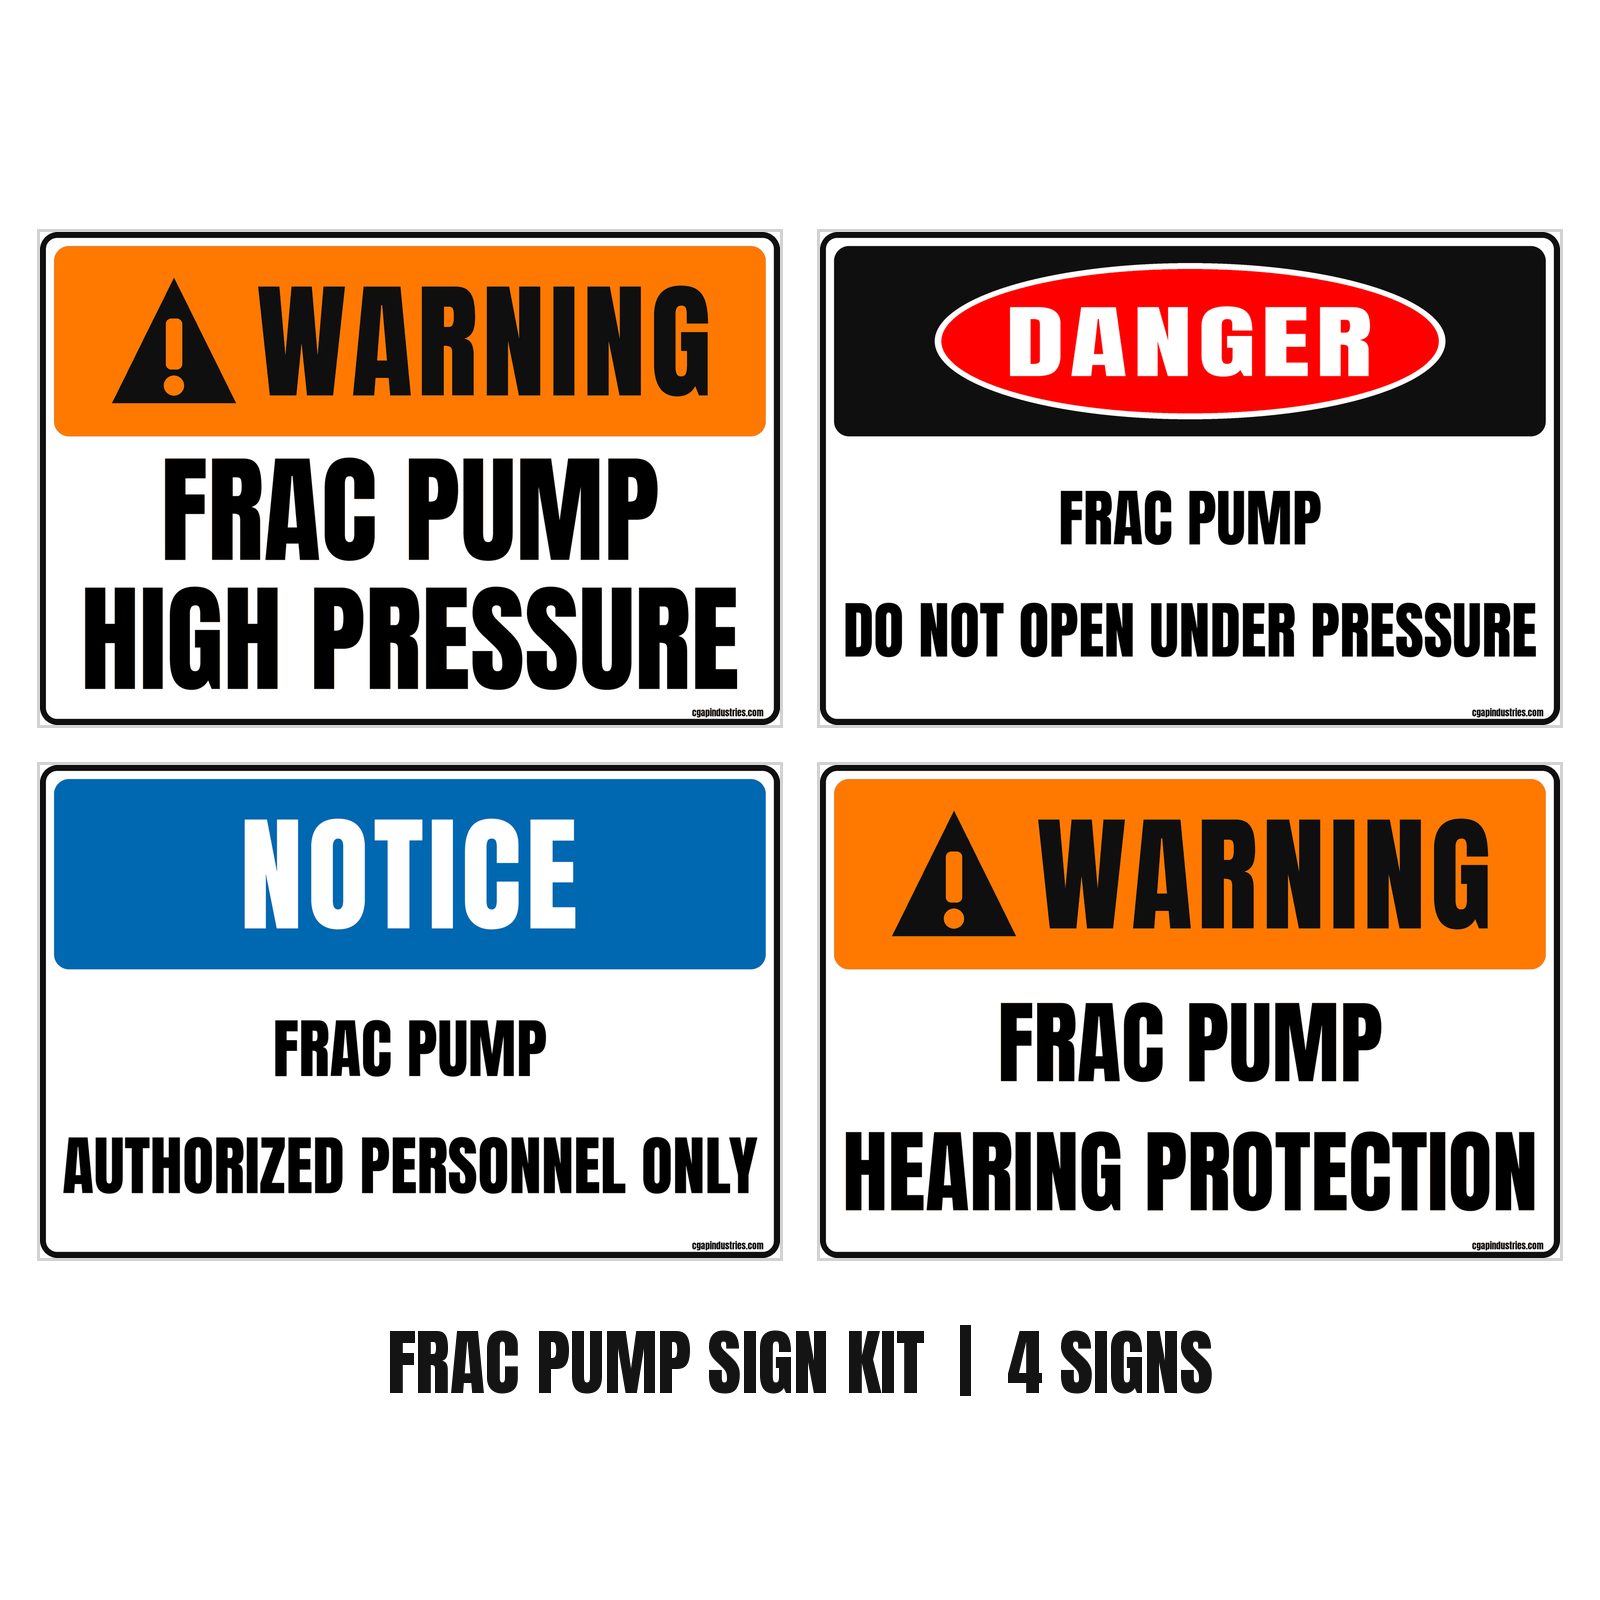 WARNING
FRAC PUMP
HIGH PRESSURE
cgapindustries.com
DANGER
FRAC PUMP
DO NOT OPEN UNDER PRESSURE
cgapindustries.com
NOTICE
FRAC PUMP
AUTHORIZED PERSONNEL ONLY
cgapindustries.com
WARNING
FRAC PUMP
HEARING PROTECTION
cgapindustries.com
FRAC PUMP SIGN KIT | 4 SIGNS